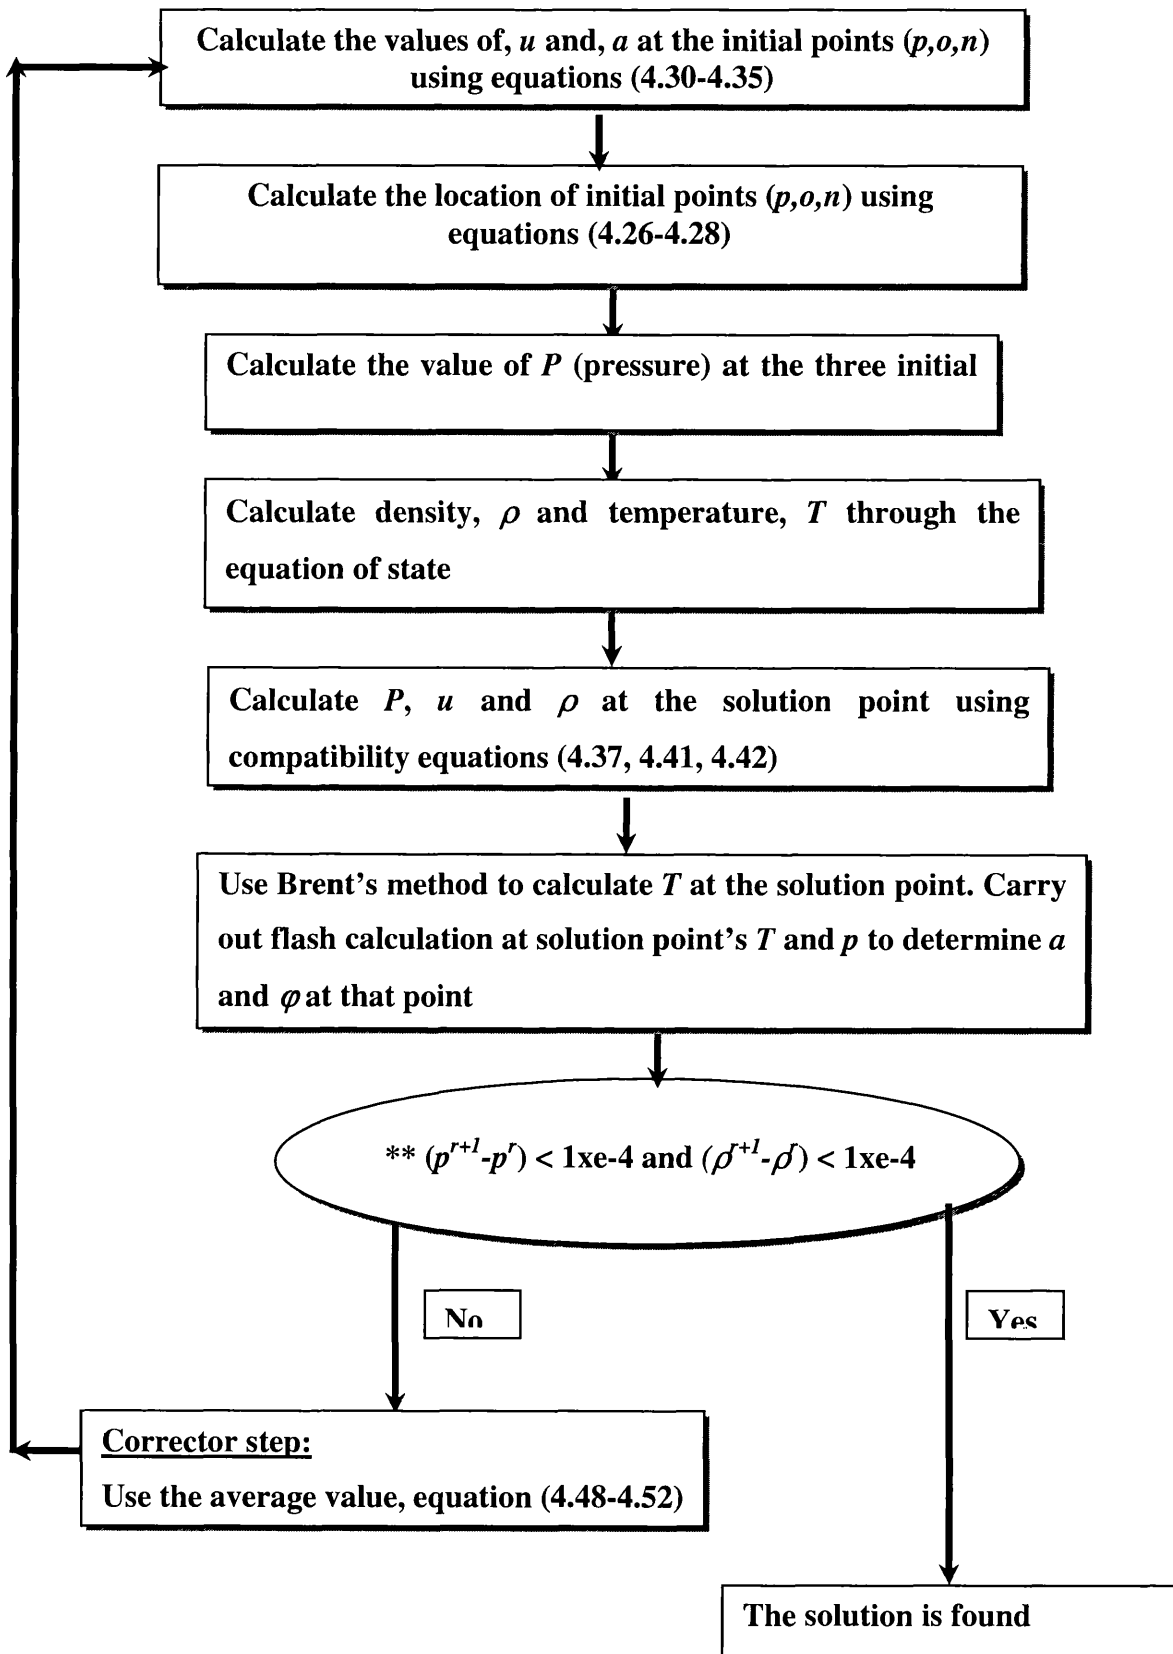 Calculate the values of, u and, a at the initial points (p,o,n)
using equations (4.30-4.35)
Calculate the location of initial points (p,o,n) using
equations (4.26-4.28)
Calculate the value of P (pressure) at the three initial
Calculate density, ρ and temperature, T through the
equation of state
Calculate P, u and ρ at the solution point using
compatibility equations (4.37, 4.41, 4.42)
Use Brent's method to calculate T at the solution point. Carry
out flash calculation at solution point's T and p to determine a
and φ at that point
** (p^{r+1}-p^r) < 1xe-4 and (ρ^{r+1}-ρ^r) < 1xe-4
No
Yes
Corrector step:
Use the average value, equation (4.48-4.52)
The solution is found